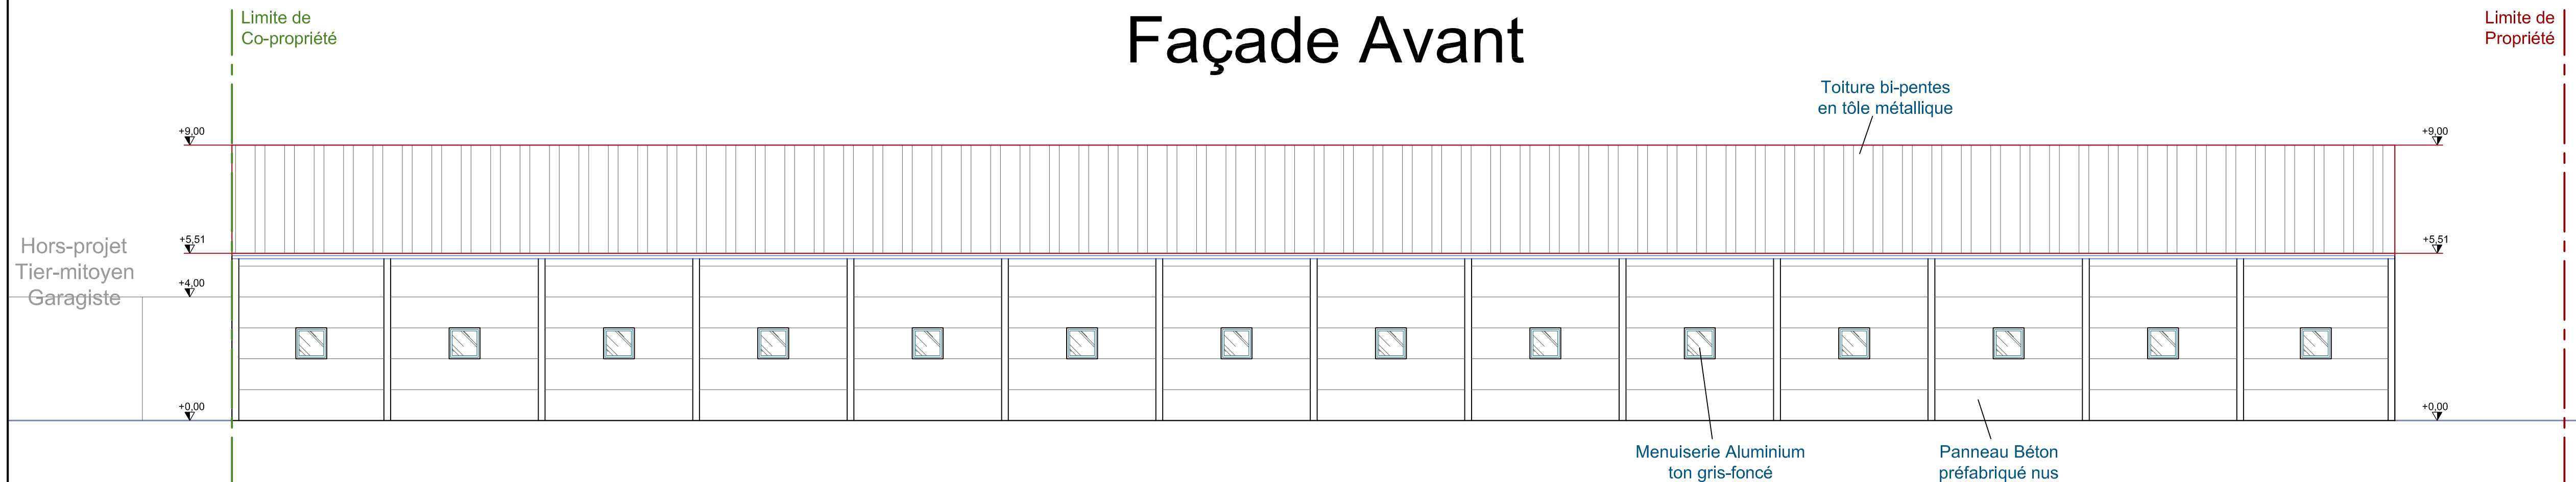 Limite de
Co-propriété
Façade Avant
Limite de
Propriété
Toiture bi-pentes
en tôle métallique
+9,00
+9,00
Hors-projet
Tier-mitoyen
Garagiste
+5,51
+5,51
+4,00
+0,00
+0,00
Menuiserie Aluminium
ton gris-foncé
Panneau Béton
préfabriqué nus